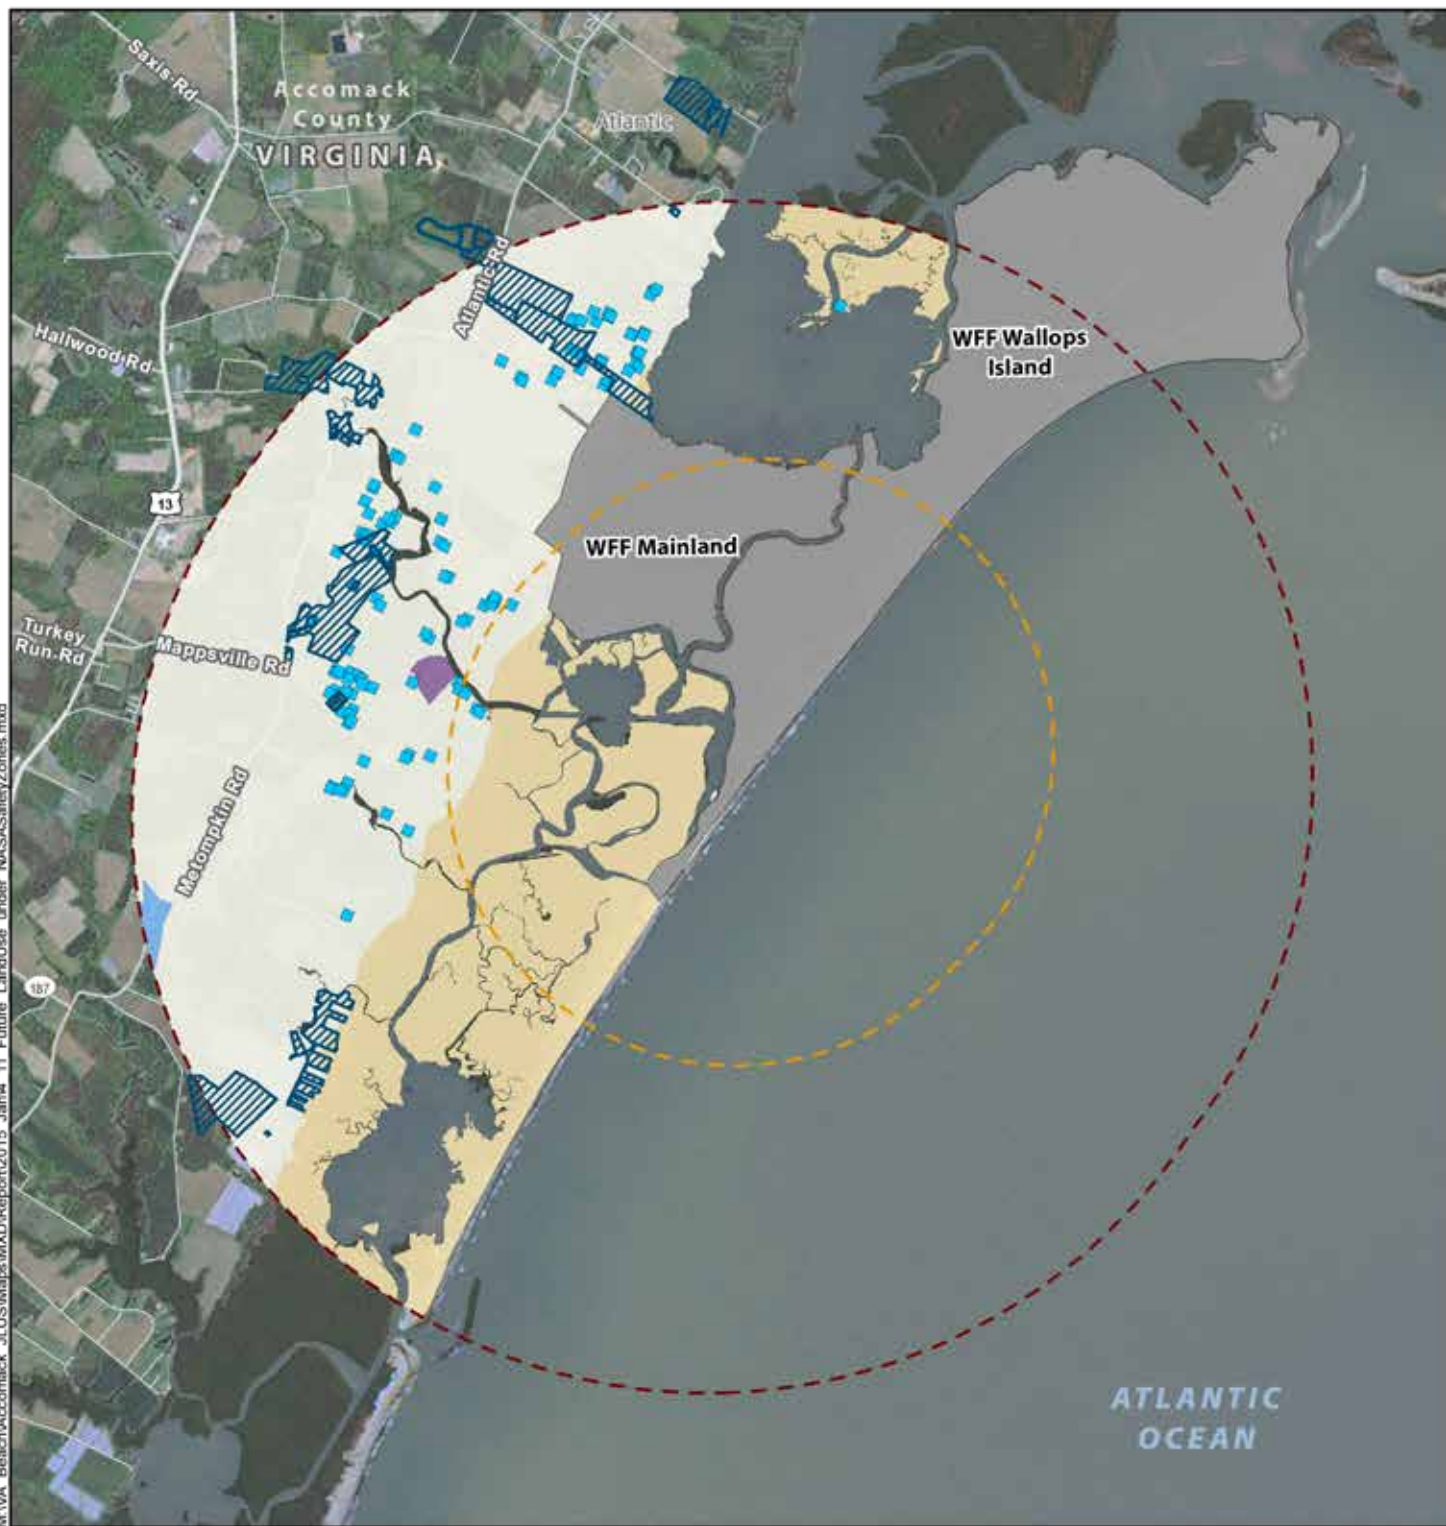 Saxis Rd
Accomack
County
VIRGINIA
Atlantic
Atlantic Rd
Hallwood Rd
WFF Wallops
Island
13
WFF Mainland
Turkey
Run Rd
Mappsville Rd
Metompkin Rd
187
ATLANTIC
OCEAN